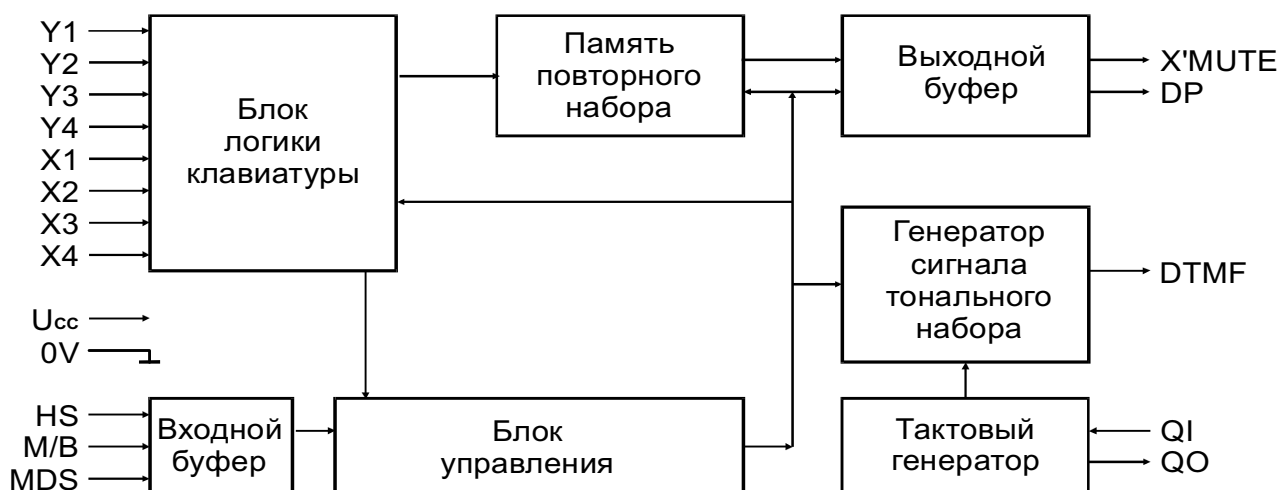 Y1
Y2
Y3
Y4
X1
X2
X3
X4
Ucc
0V
HS
M/B
MDS
Блок
логики
клавиатуры
Память
повторного
набора
Выходной
буфер
X'MUTE
DP
Генератор
сигнала
тонального
набора
DTMF
Входной
буфер
Блок
управления
Тактовый
генератор
QI
QO